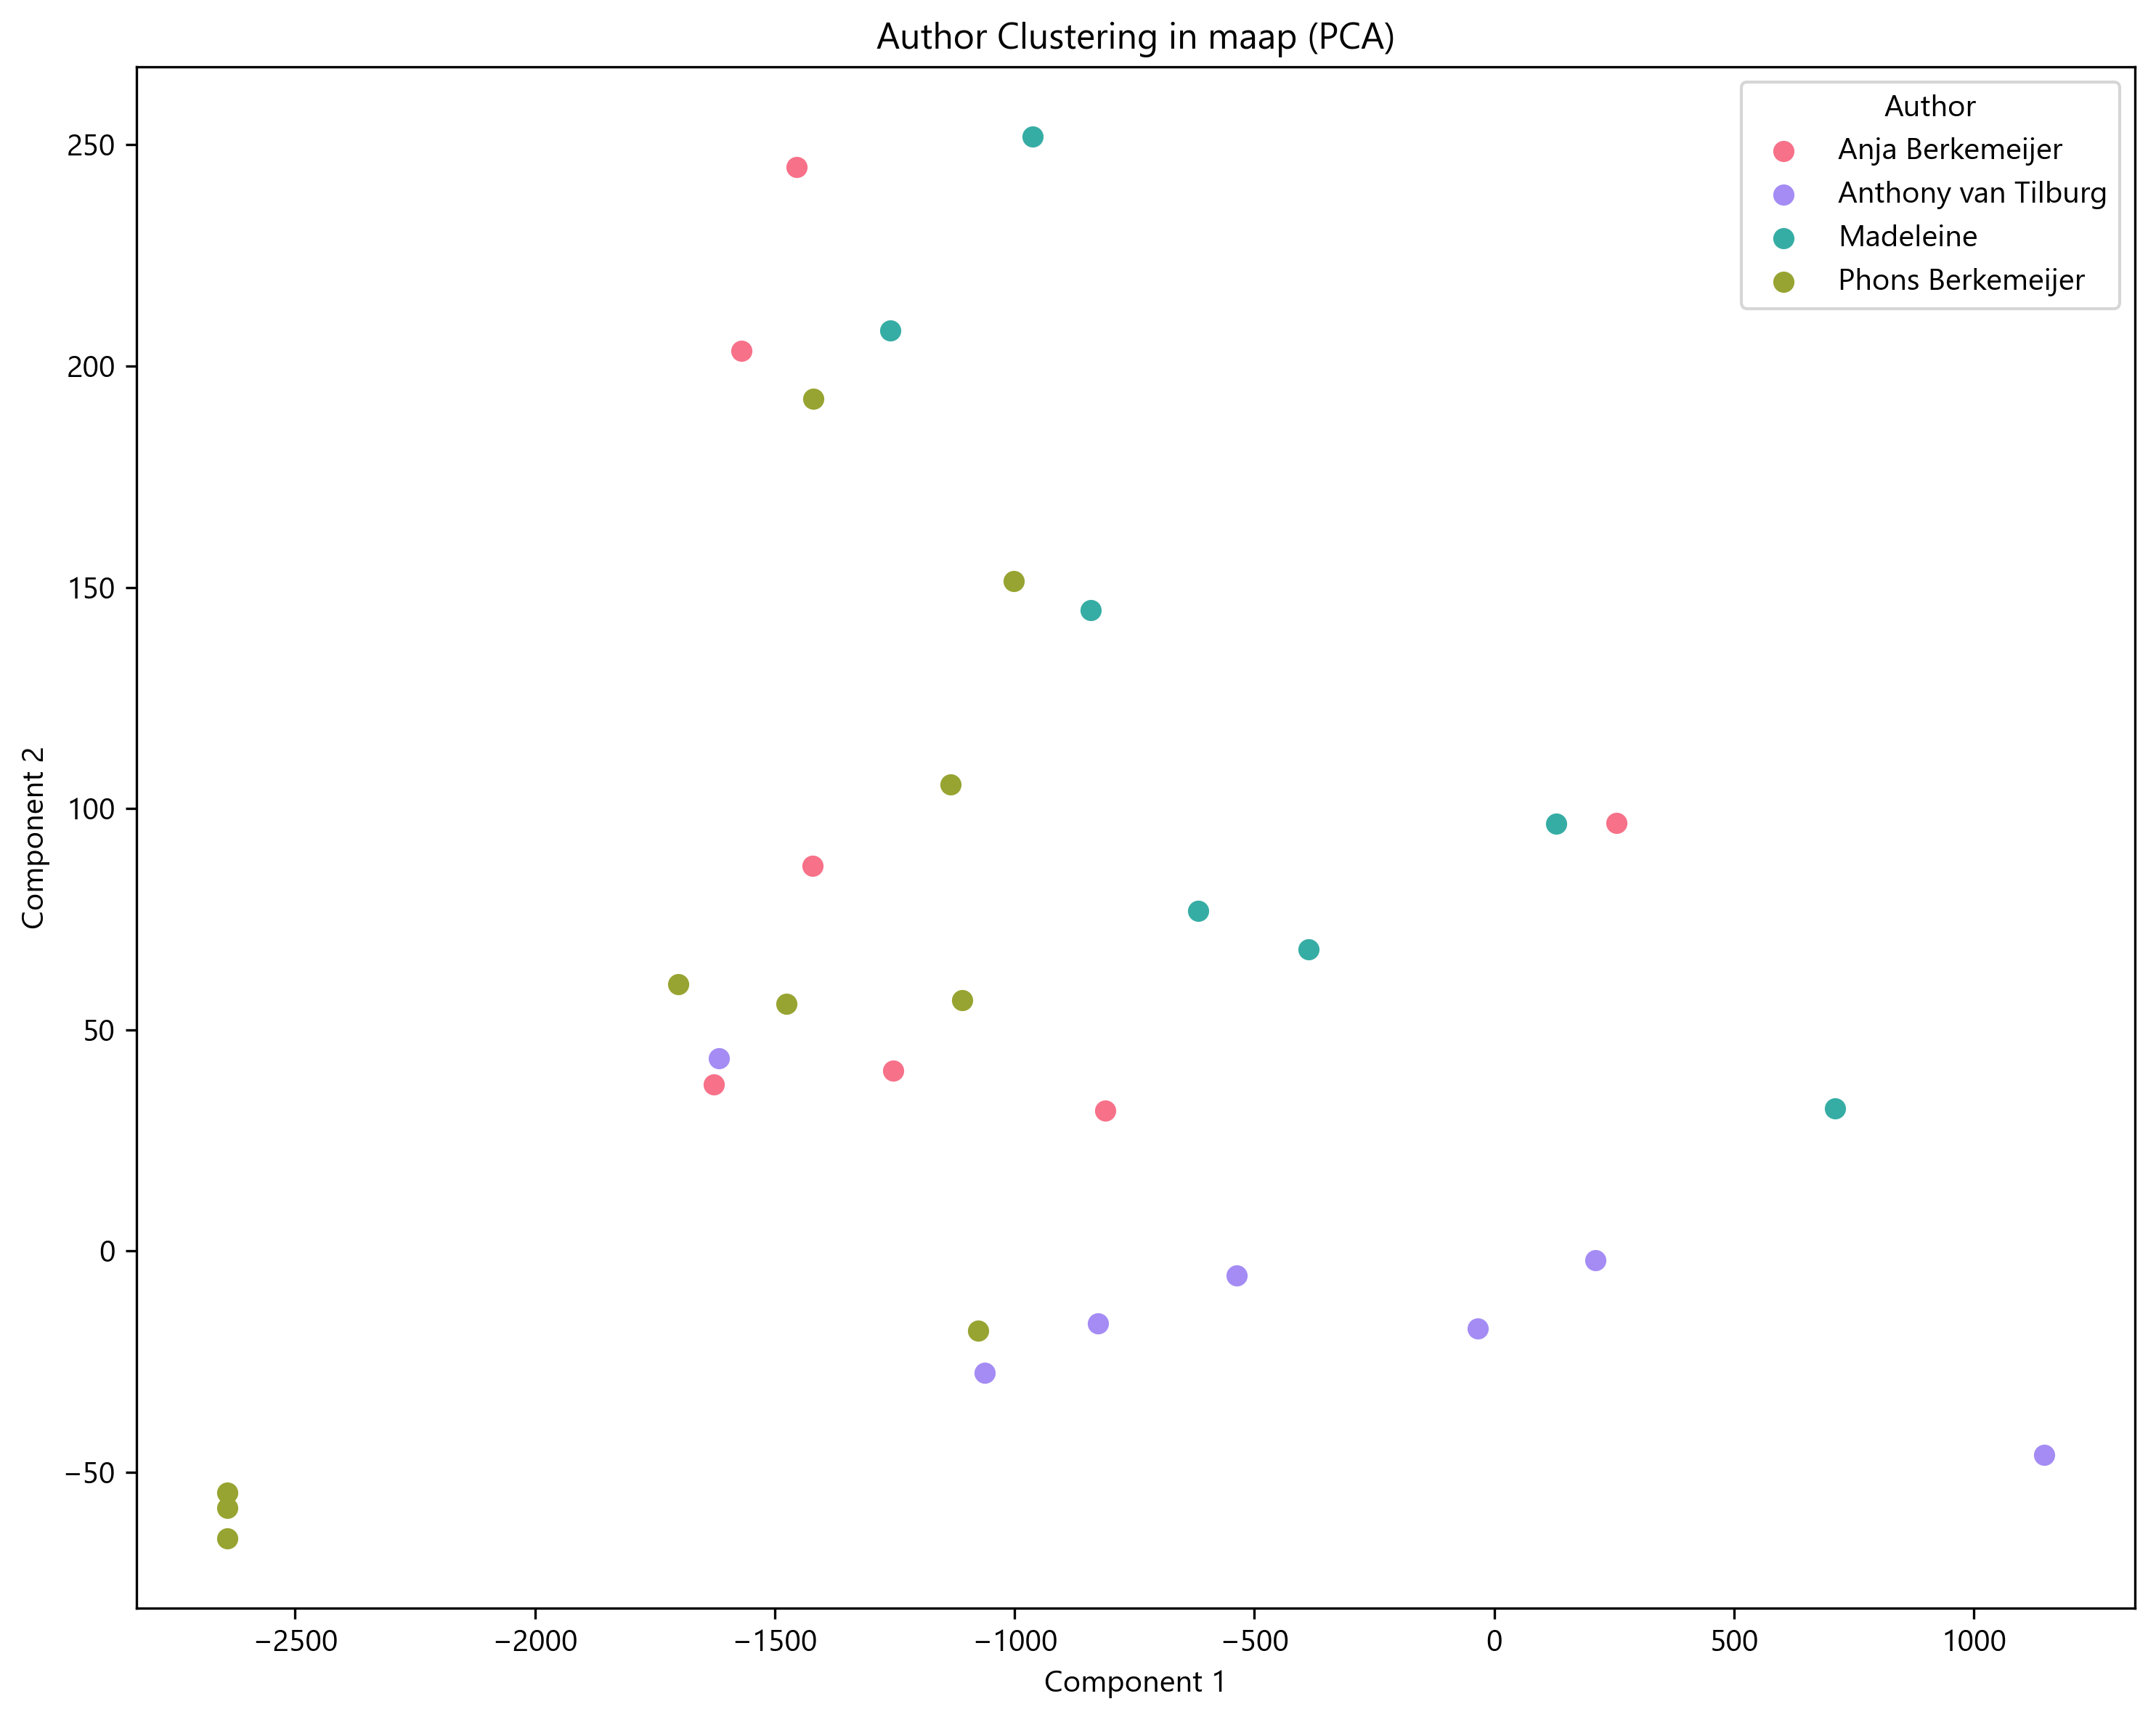 Author Clustering in maap (PCA)
Author
Anja Berkemeijer
Anthony van Tilburg
Madeleine
Phons Berkemeijer
250
200
150
100
50
0
−50
Component 2
−2500 −2000 −1500 −1000 −500 0 500 1000
Component 1